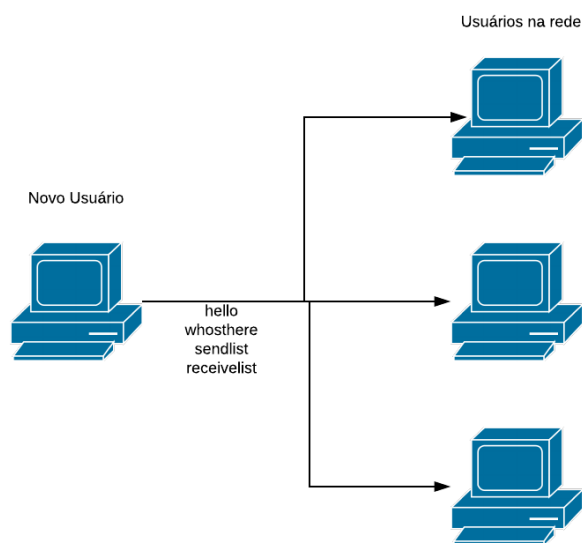 Usuários na rede
Novo Usuário
hello
whosthere
sendlist
receivelist